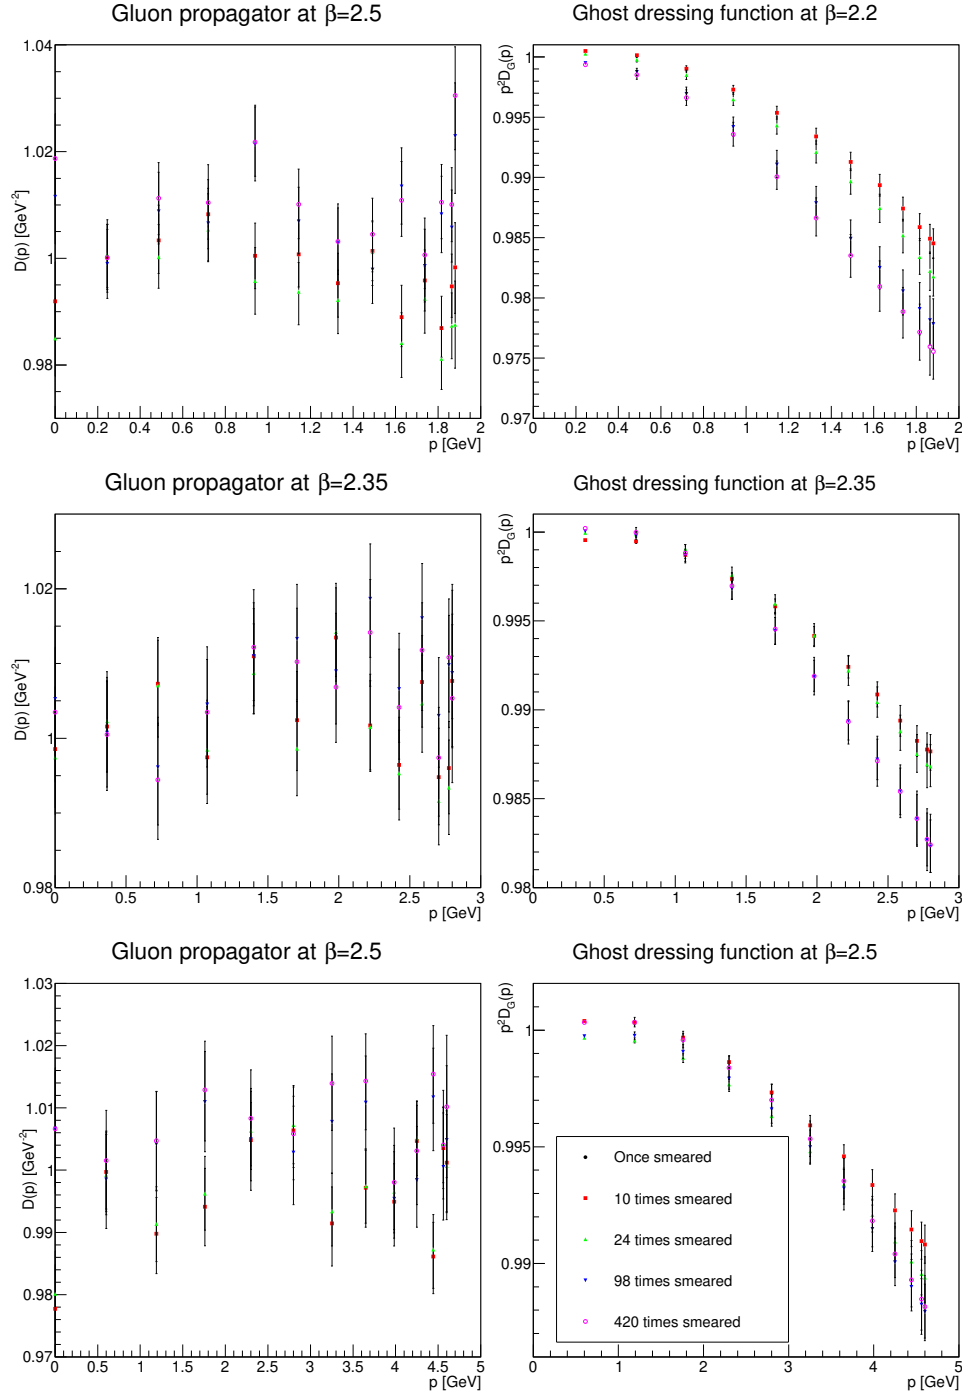 Gluon propagator at β=2.5
D(p) [GeV⁻²]
1.04
1.02
1
0.98
0 0.2 0.4 0.6 0.8 1 1.2 1.4 1.6 1.8 2
p [GeV]
Ghost dressing function at β=2.2
p²D_G(p)
1
0.995
0.99
0.985
0.98
0.975
0.97
0 0.2 0.4 0.6 0.8 1 1.2 1.4 1.6 1.8 2
p [GeV]
Gluon propagator at β=2.35
D(p) [GeV⁻²]
1.02
1
0.98
0 0.5 1 1.5 2 2.5 3
p [GeV]
Ghost dressing function at β=2.35
p²D_G(p)
1
0.995
0.99
0.985
0.98
0 0.5 1 1.5 2 2.5 3
p [GeV]
Gluon propagator at β=2.5
D(p) [GeV⁻²]
1.03
1.02
1.01
1
0.99
0.98
0.97
0 0.5 1 1.5 2 2.5 3 3.5 4 4.5 5
p [GeV]
Ghost dressing function at β=2.5
p²D_G(p)
1
0.995
0.99
Once smeared
10 times smeared
24 times smeared
98 times smeared
420 times smeared
0 1 2 3 4 5
p [GeV]